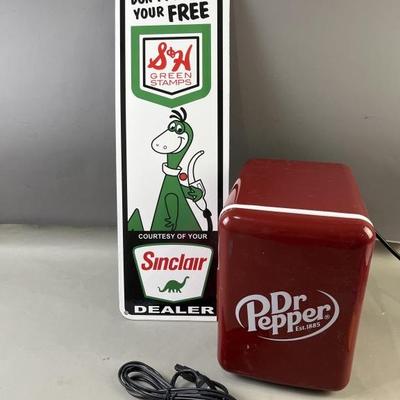 YOUR FREE
S&H
GREEN
STAMPS
COURTESY OF YOUR
Sinclair
DEALER
Dr
Pepper
Est.1885